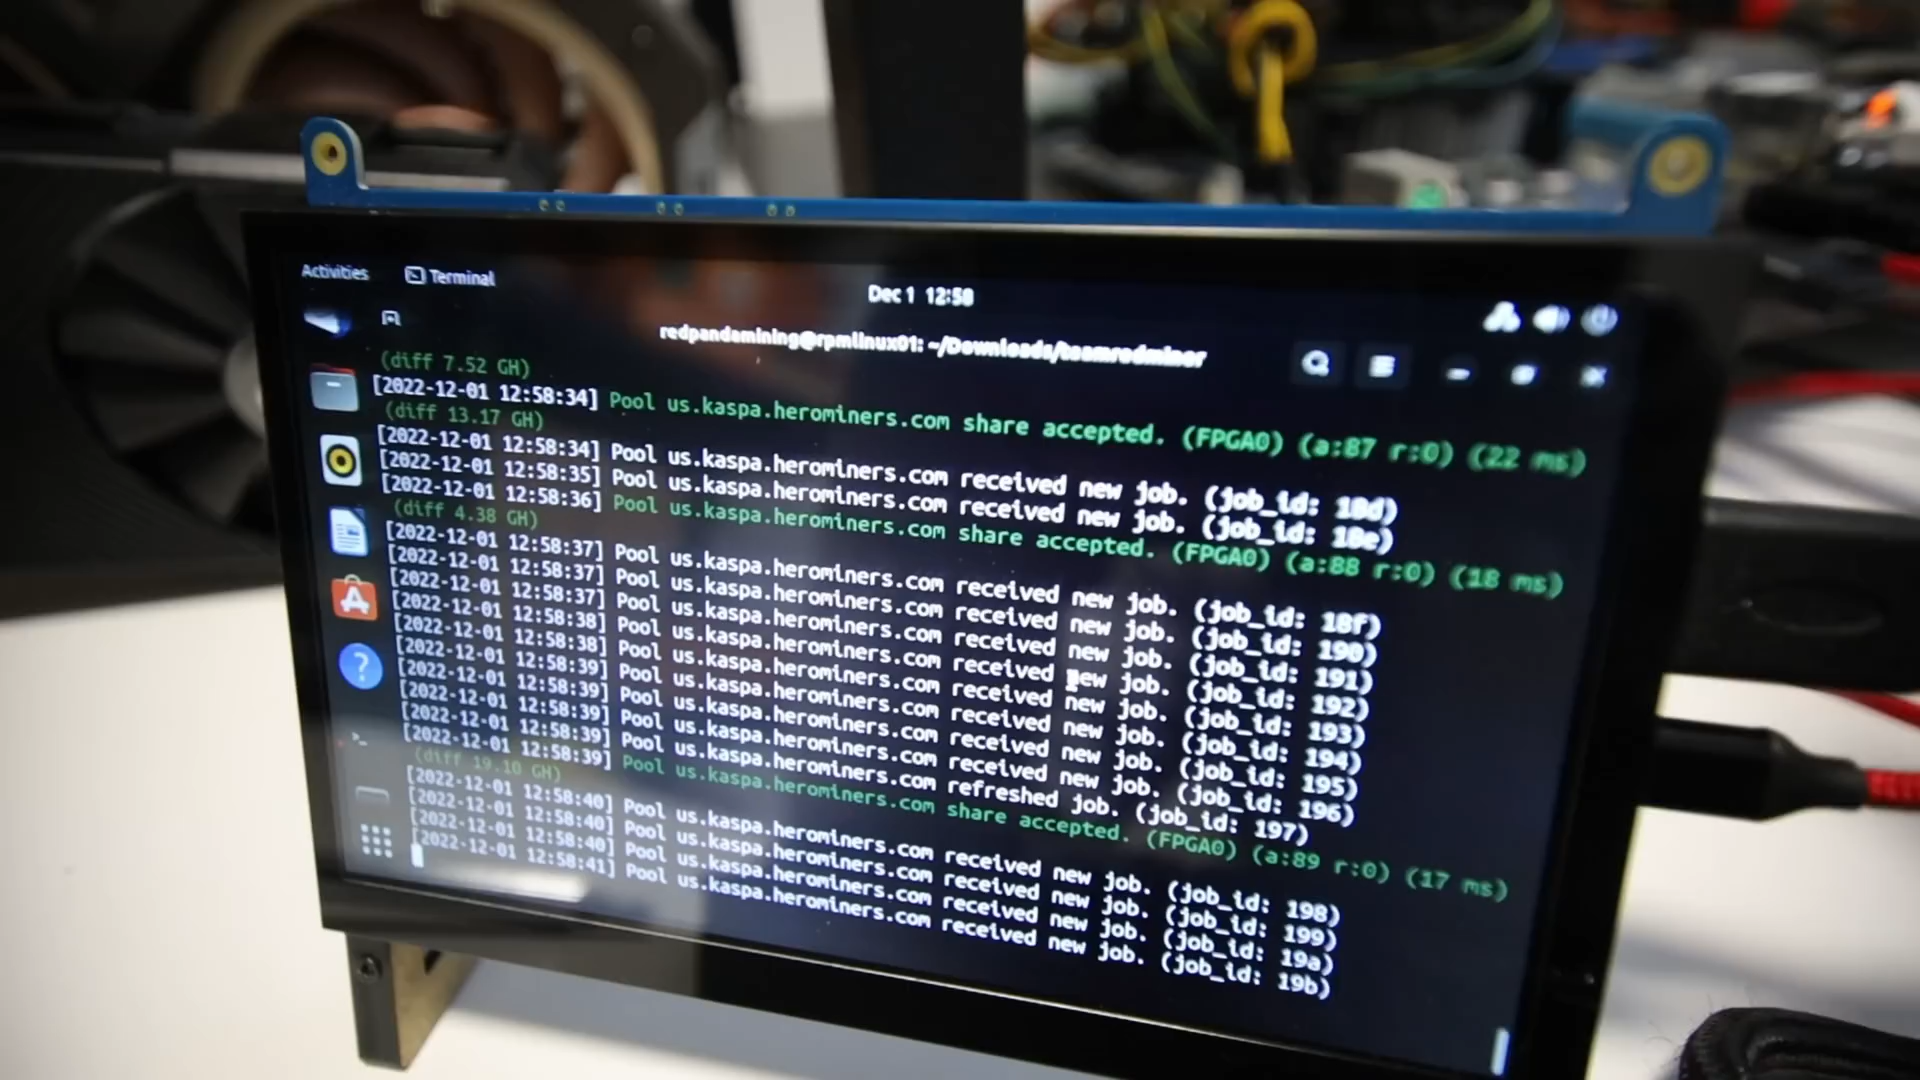 Activities
Terminal
Dec 1 12:58
redpandamining@rpmlinux01: ~/Downloads/teamredminer
(diff 7.52 GH)
[2022-12-01 12:58:34] Pool us.kaspa.herominers.com share accepted. (FPGA0) (a:87 r:0) (22 ms)
(diff 13.17 GH)
[2022-12-01 12:58:34] Pool us.kaspa.herominers.com received new job. (job_id: 18d)
[2022-12-01 12:58:35] Pool us.kaspa.herominers.com received new job. (job_id: 18e)
[2022-12-01 12:58:36] Pool us.kaspa.herominers.com share accepted. (FPGA0) (a:88 r:0) (18 ms)
(diff 4.38 GH)
[2022-12-01 12:58:37] Pool us.kaspa.herominers.com received new job. (job_id: 18f)
[2022-12-01 12:58:37] Pool us.kaspa.herominers.com received new job. (job_id: 190)
[2022-12-01 12:58:37] Pool us.kaspa.herominers.com received new job. (job_id: 191)
[2022-12-01 12:58:38] Pool us.kaspa.herominers.com received new job. (job_id: 192)
[2022-12-01 12:58:38] Pool us.kaspa.herominers.com received new job. (job_id: 193)
[2022-12-01 12:58:39] Pool us.kaspa.herominers.com received new job. (job_id: 194)
[2022-12-01 12:58:39] Pool us.kaspa.herominers.com received new job. (job_id: 195)
[2022-12-01 12:58:39] Pool us.kaspa.herominers.com received new job. (job_id: 196)
[2022-12-01 12:58:39] Pool us.kaspa.herominers.com refreshed job. (job_id: 197)
[2022-12-01 12:58:39] Pool us.kaspa.herominers.com share accepted. (FPGA0) (a:89 r:0) (17 ms)
(diff 19.10 GH)
[2022-12-01 12:58:40] Pool us.kaspa.herominers.com received new job. (job_id: 198)
[2022-12-01 12:58:40] Pool us.kaspa.herominers.com received new job. (job_id: 199)
[2022-12-01 12:58:40] Pool us.kaspa.herominers.com received new job. (job_id: 19a)
[2022-12-01 12:58:41] Pool us.kaspa.herominers.com received new job. (job_id: 19b)